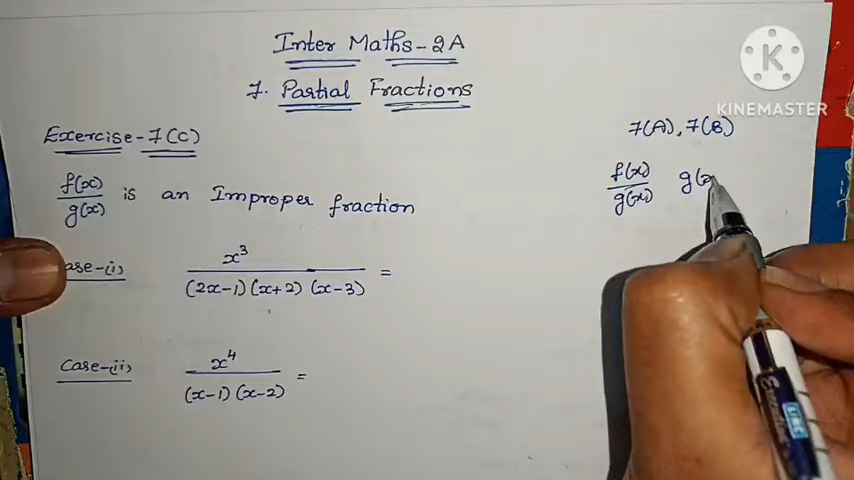 Inter Maths-2A
7. Partial Fractions
KINEMASTER
Exercise-7(C)
7(A), 7(B)
f(x)/g(x) is an Improper fraction
f(x)/g(x) g(x
Case-(i) x³/(2x-1)(x+2)(x-3) =
Case-(ii) x⁴/(x-1)(x-2) =